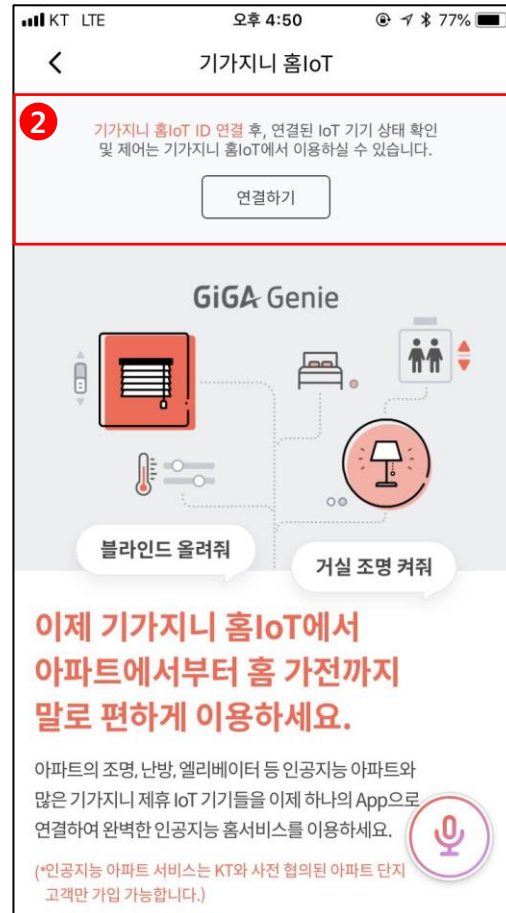 KT LTE 오후 4:50 77%
기가지니 홈IoT
2
기가지니 홈IoT ID 연결 후, 연결된 IoT 기기 상태 확인
및 제어는 기가지니 홈IoT에서 이용하실 수 있습니다.
연결하기
GiGA Genie
블라인드 올려줘
거실 조명 켜줘
이제 기가지니 홈IoT에서
아파트에서부터 홈 가전까지
말로 편하게 이용하세요.
아파트의 조명, 난방, 엘리베이터 등 인공지능 아파트와
많은 기가지니 제휴 IoT 기기들을 이제 하나의 App으로
연결하여 완벽한 인공지능 홈서비스를 이용하세요.
(*인공지능 아파트 서비스는 KT와 사전 협의된 아파트 단지
고객만 가입 가능합니다.)